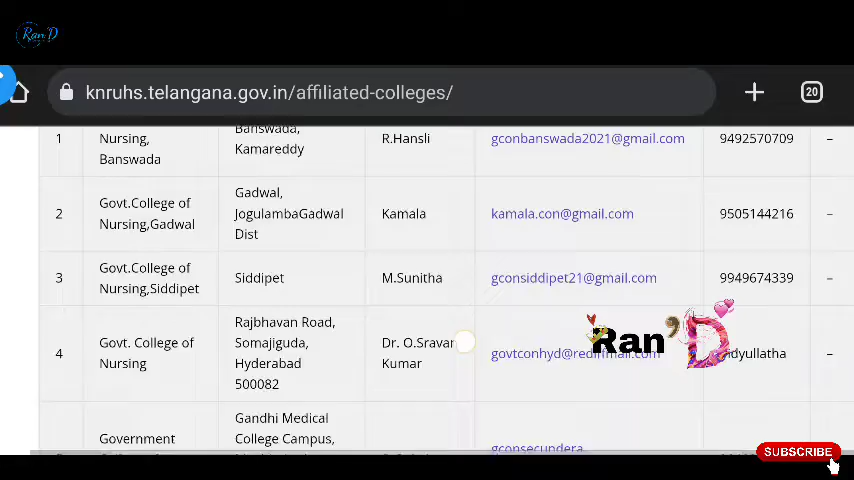 Ran D
knruhs.telangana.gov.in/affiliated-colleges/
20
1
Nursing,
Banswada
Banswada,
Kamareddy
R.Hansli
gconbanswada2021@gmail.com
9492570709
–
2
Govt.College of
Nursing,Gadwal
Gadwal,
JogulambaGadwal
Dist
Kamala
kamala.con@gmail.com
9505144216
–
3
Govt.College of
Nursing,Siddipet
Siddipet
M.Sunitha
gconsiddipet21@gmail.com
9949674339
–
4
Govt. College of
Nursing
Rajbhavan Road,
Somajiguda,
Hyderabad
500082
Dr. O.Sravan
Kumar
–
Ran'D
Government
Gandhi Medical
College Campus,
gconsecundera
SUBSCRIBE